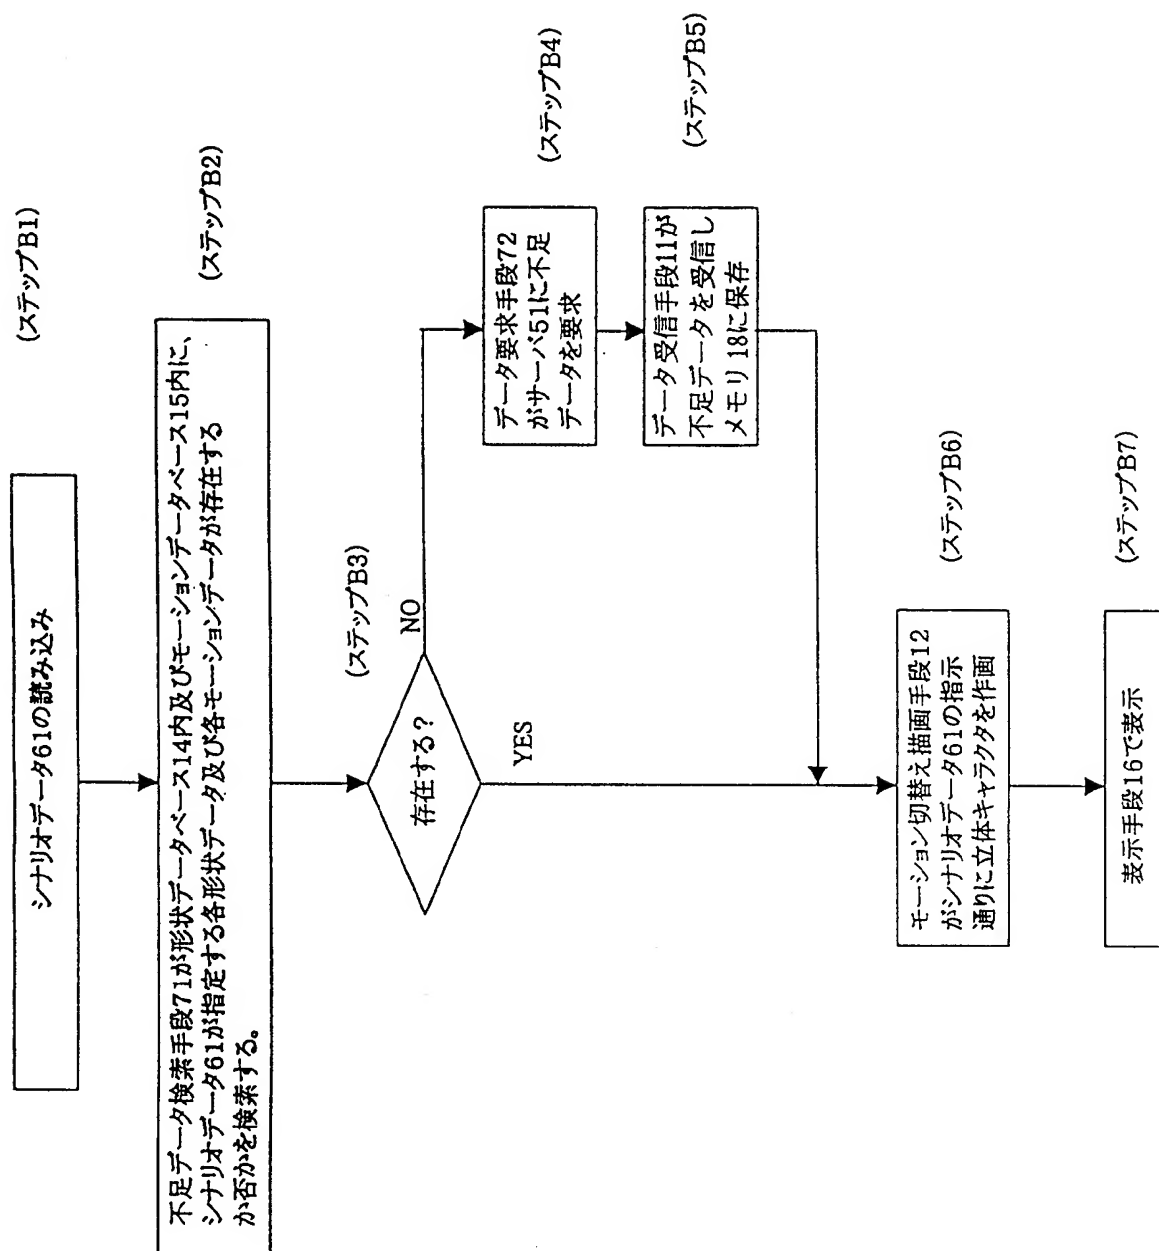 (ステップB1)
シナリオデータ61の読み込み
(ステップB2)
不足データ検索手段71が形状データベース14内及びモーションデータベース15内に、
シナリオデータ61が指定する各形状データ及び各モーションデータが存在する
か否かを検索する。
(ステップB3)
存在する?
NO
YES
(ステップB4)
データ要求手段72
がサーバ51に不足
データを要求
(ステップB5)
データ受信手段11が
不足データを受信し
メモリ18に保存
(ステップB6)
モーション切替え描画手段12
がシナリオデータ61の指示
通りに立体キャラクタを作画
(ステップB7)
表示手段16で表示